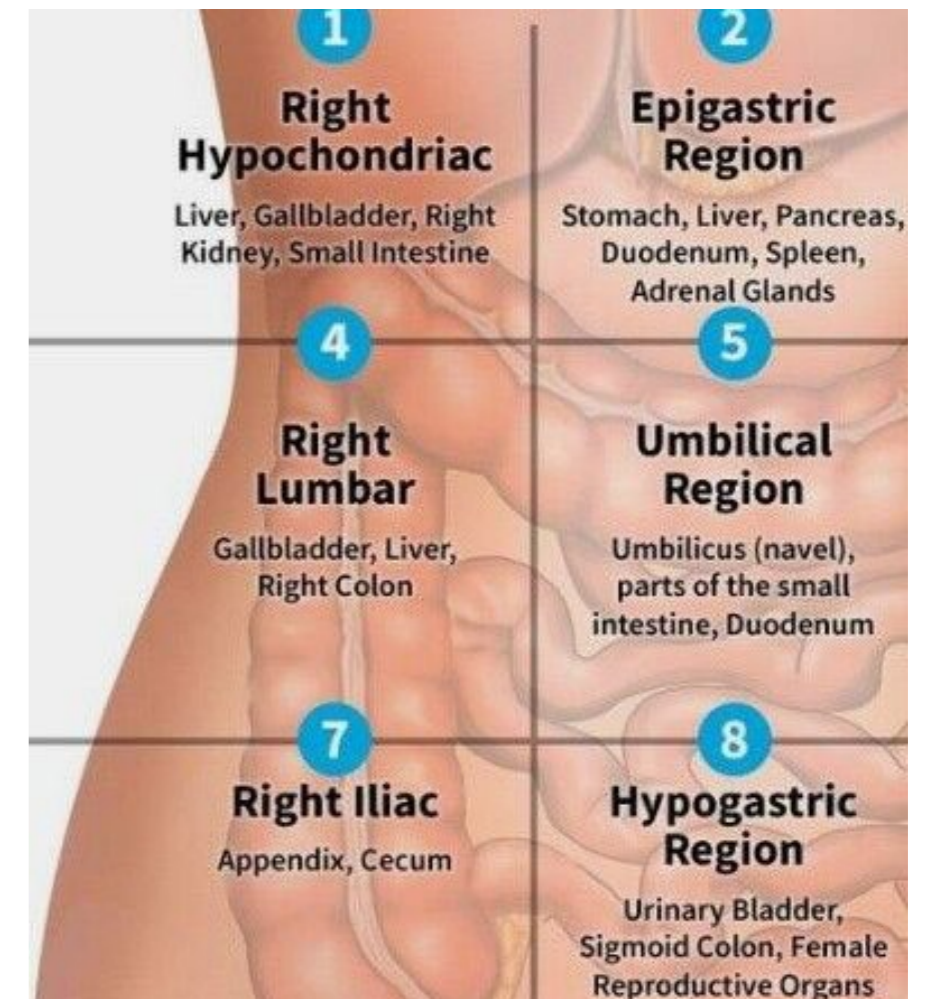 1
Right
Hypochondriac
Liver, Gallbladder, Right
Kidney, Small Intestine
2
Epigastric
Region
Stomach, Liver, Pancreas,
Duodenum, Spleen,
Adrenal Glands
4
Right
Lumbar
Gallbladder, Liver,
Right Colon
5
Umbilical
Region
Umbilicus (navel),
parts of the small
intestine, Duodenum
7
Right Iliac
Appendix, Cecum
8
Hypogastric
Region
Urinary Bladder,
Sigmoid Colon, Female
Reproductive Organs